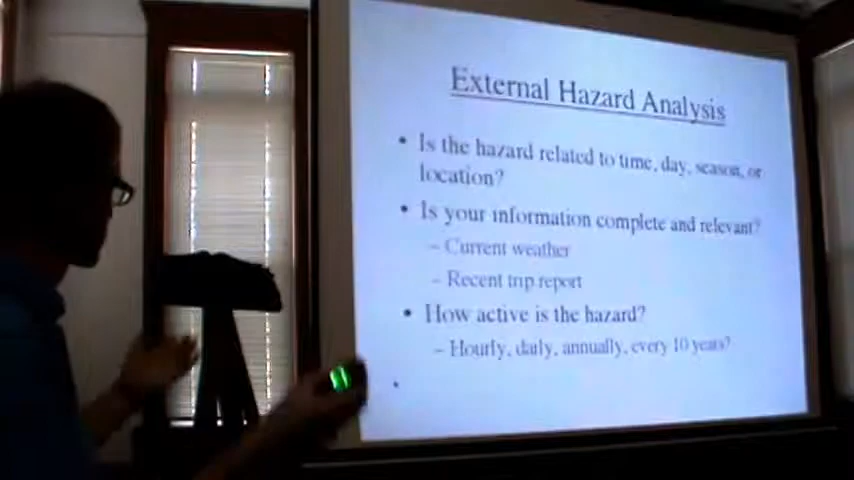 External Hazard Analysis
• Is the hazard related to time, day, season, or
location?
• Is your information complete and relevant?
– Current weather
– Recent trip report
• How active is the hazard?
– Hourly, daily, annually, every 10 years?